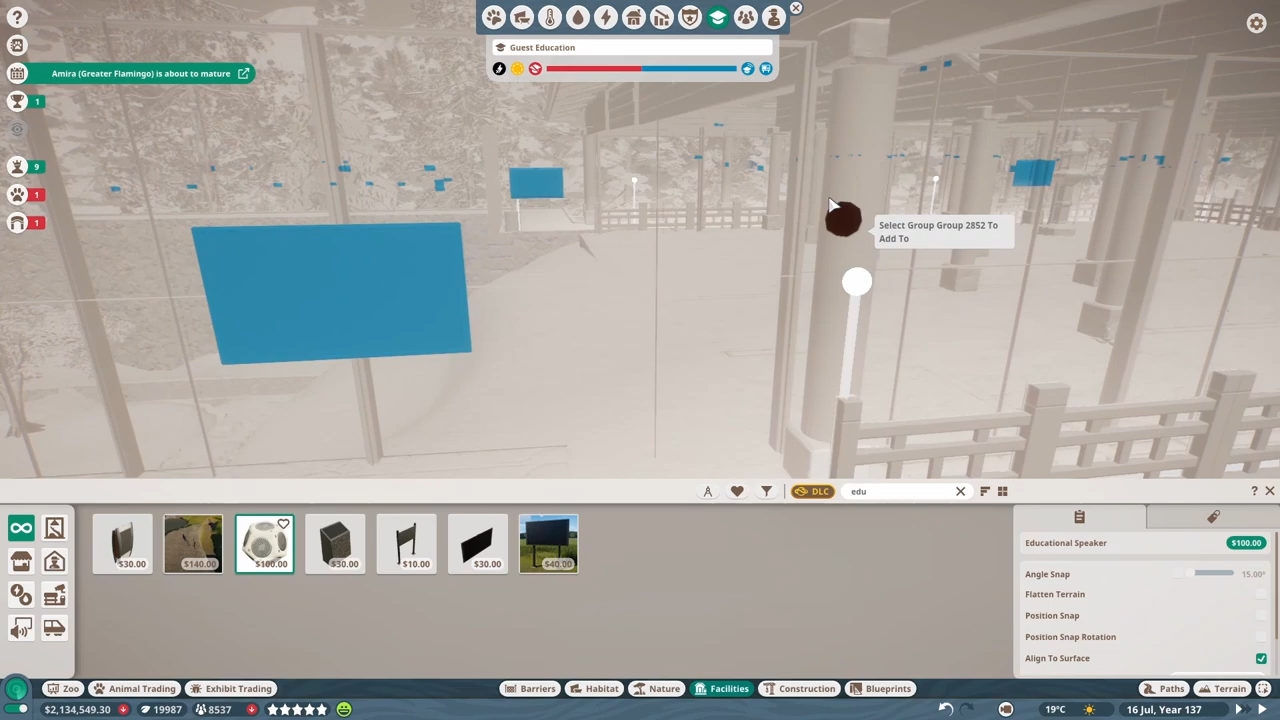 Guest Education
Amira (Greater Flamingo) is about to mature
1
9
1
1
Select Group Group 2852 To
Add To
DLC
edu
$30.00
$140.00
$100.00
$30.00
$10.00
$30.00
$40.00
Educational Speaker
$100.00
Angle Snap
15.00°
Flatten Terrain
Position Snap
Position Snap Rotation
Align To Surface
Zoo
Animal Trading
Exhibit Trading
Barriers
Habitat
Nature
Facilities
Construction
Blueprints
Paths
Terrain
$2,134,549.30
19987
8537
19°C
16 Jul, Year 137